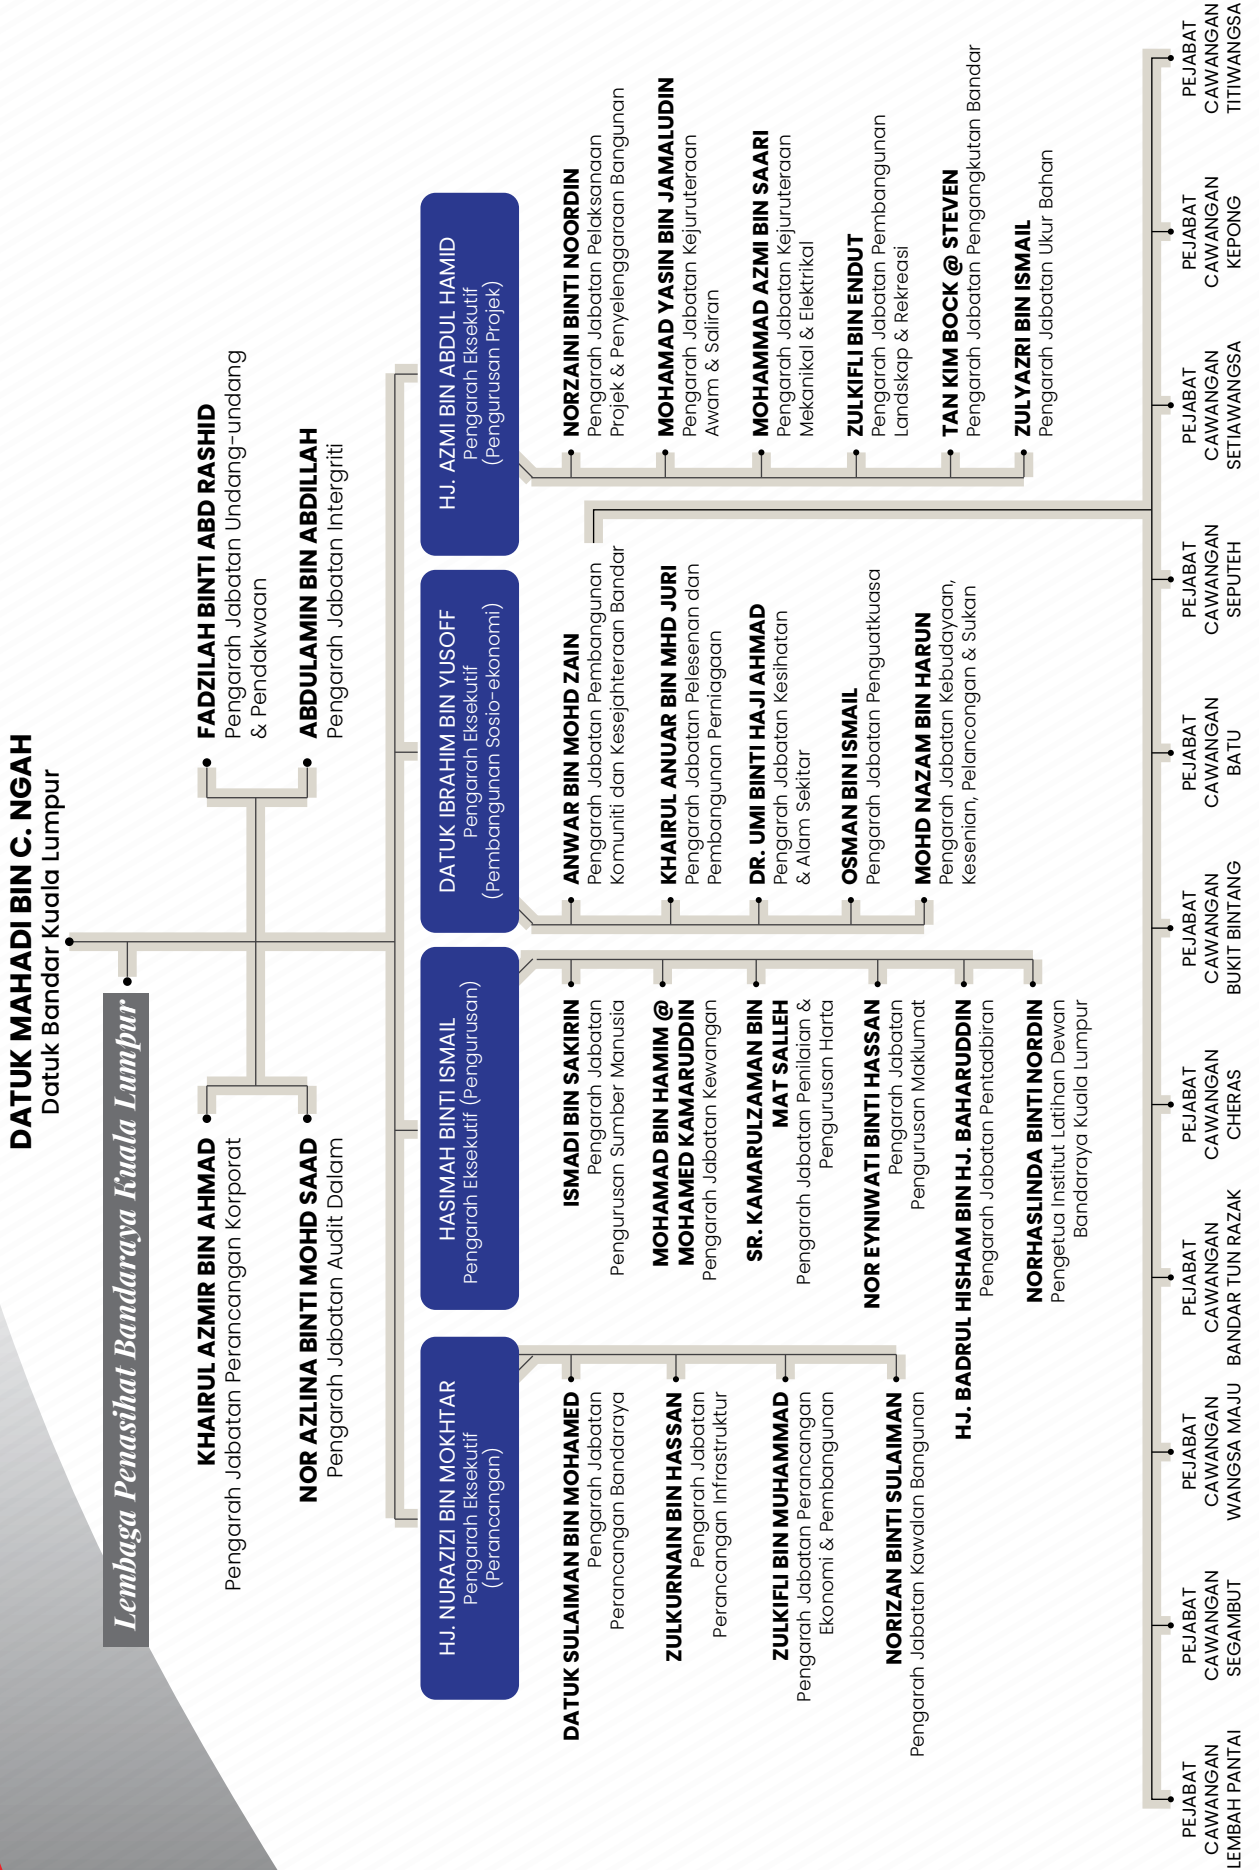 DATUK MAHADI BIN C. NGAH
Datuk Bandar Kuala Lumpur
Lembaga Penasihat Bandaraya Kuala Lumpur
KHAIRUL AZMIR BIN AHMAD
Pengarah Jabatan Perancangan Korporat
NOR AZLINA BINTI MOHD SAAD
Pengarah Jabatan Audit Dalam
FADZILAH BINTI ABD RASHID
Pengarah Jabatan Undang-undang
& Pendakwaan
ABDULAMIN BIN ABDILLAH
Pengarah Jabatan Intergriti
HJ. NURAZIZI BIN MOKHTAR
Pengarah Eksekutif
(Perancangan)
DATUK SULAIMAN BIN MOHAMED
Pengarah Jabatan
Perancangan Bandaraya
ZULKURNAIN BIN HASSAN
Pengarah Jabatan
Perancangan Infrastruktur
ZULKIFLI BIN MUHAMMAD
Pengarah Jabatan Perancangan
Ekonomi & Pembangunan
NORIZAN BINTI SULAIMAN
Pengarah Jabatan Kawalan Bangunan
HASIMAH BINTI ISMAIL
Pengarah Eksekutif (Pengurusan)
ISMADI BIN SAKIRIN
Pengarah Jabatan
Pengurusan Sumber Manusia
MOHAMAD BIN HAMIM @
MOHAMED KAMARUDDIN
Pengarah Jabatan Kewangan
SR. KAMARULZAMAN BIN
MAT SALLEH
Pengarah Jabatan Penilaian &
Pengurusan Harta
NOR EYNIWATI BINTI HASSAN
Pengarah Jabatan
Pengurusan Maklumat
HJ. BADRUL HISHAM BIN HJ. BAHARUDDIN
Pengarah Jabatan Pentadbiran
NORHASLINDA BINTI NORDIN
Pengetua Institut Latihan Dewan
Bandaraya Kuala Lumpur
DATUK IBRAHIM BIN YUSOFF
Pengarah Eksekutif
(Pembangunan Sosio-ekonomi)
ANWAR BIN MOHD ZAIN
Pengarah Jabatan Pembangunan
Komuniti dan Kesejahteraan Bandar
KHAIRUL ANUAR BIN MHD JURI
Pengarah Jabatan Pelesenan dan
Pembangunan Perniagaan
DR. UMI BINTI HAJI AHMAD
Pengarah Jabatan Kesihatan
& Alam Sekitar
OSMAN BIN ISMAIL
Pengarah Jabatan Penguatkuasa
MOHD NAZAM BIN HARUN
Pengarah Jabatan Kebudayaan,
Kesenian, Pelancongan & Sukan
HJ. AZMI BIN ABDUL HAMID
Pengarah Eksekutif
(Pengurusan Projek)
NORZAINI BINTI NOORDIN
Pengarah Jabatan Pelaksanaan
Projek & Penyelenggaraan Bangunan
MOHAMAD YASIN BIN JAMALUDIN
Pengarah Jabatan Kejuruteraan
Awam & Saliran
MOHAMMAD AZMI BIN SAARI
Pengarah Jabatan Kejuruteraan
Mekanikal & Elektrikal
ZULKIFLI BIN ENDUT
Pengarah Jabatan Pembangunan
Landskap & Rekreasi
TAN KIM BOCK @ STEVEN
Pengarah Jabatan Pengangkutan Bandar
ZULYAZRI BIN ISMAIL
Pengarah Jabatan Ukur Bahan
PEJABAT
CAWANGAN
LEMBAH PANTAI
PEJABAT
CAWANGAN
SEGAMBUT
PEJABAT
CAWANGAN
WANGSA MAJU
PEJABAT
CAWANGAN
BANDAR TUN RAZAK
PEJABAT
CAWANGAN
CHERAS
PEJABAT
CAWANGAN
BUKIT BINTANG
PEJABAT
CAWANGAN
BATU
PEJABAT
CAWANGAN
SEPUTEH
PEJABAT
CAWANGAN
SETIAWANGSA
PEJABAT
CAWANGAN
KEPONG
PEJABAT
CAWANGAN
TITIWANGSA